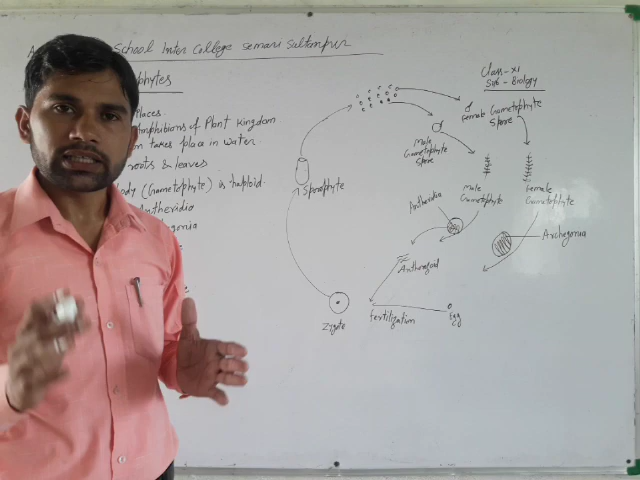 School Inter College Semari Sultanpur
Class-XI
Sub - Biology
phytes
places.
mphibions of Plant Kingdom
takes place in water.
roots & leaves
body (Gametophyte) is haploid.
Antheridia
Female Gametophyte
Spore
Male
Gametophyte
Spore
Sporophyte
Male
Gametophyte
Female
Gametophyte
Antheridia
Archegonia
Antherozoid
Zygote
fertilization
Egg